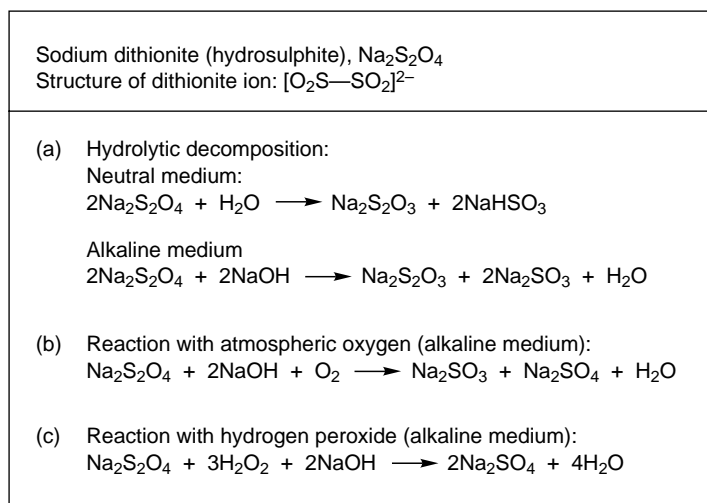 Sodium dithionite (hydrosulphite), Na₂S₂O₄
Structure of dithionite ion: [O₂S—SO₂]²⁻
(a) Hydrolytic decomposition:
Neutral medium:
2Na₂S₂O₄ + H₂O ⟶ Na₂S₂O₃ + 2NaHSO₃
Alkaline medium
2Na₂S₂O₄ + 2NaOH ⟶ Na₂S₂O₃ + 2Na₂SO₃ + H₂O
(b) Reaction with atmospheric oxygen (alkaline medium):
Na₂S₂O₄ + 2NaOH + O₂ ⟶ Na₂SO₃ + Na₂SO₄ + H₂O
(c) Reaction with hydrogen peroxide (alkaline medium):
Na₂S₂O₄ + 3H₂O₂ + 2NaOH ⟶ 2Na₂SO₄ + 4H₂O